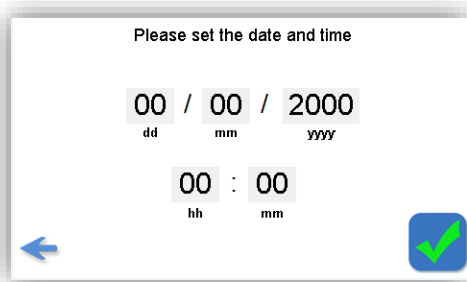 Please set the date and time
00 / 00 / 2000
dd mm yyyy
00 : 00
hh mm